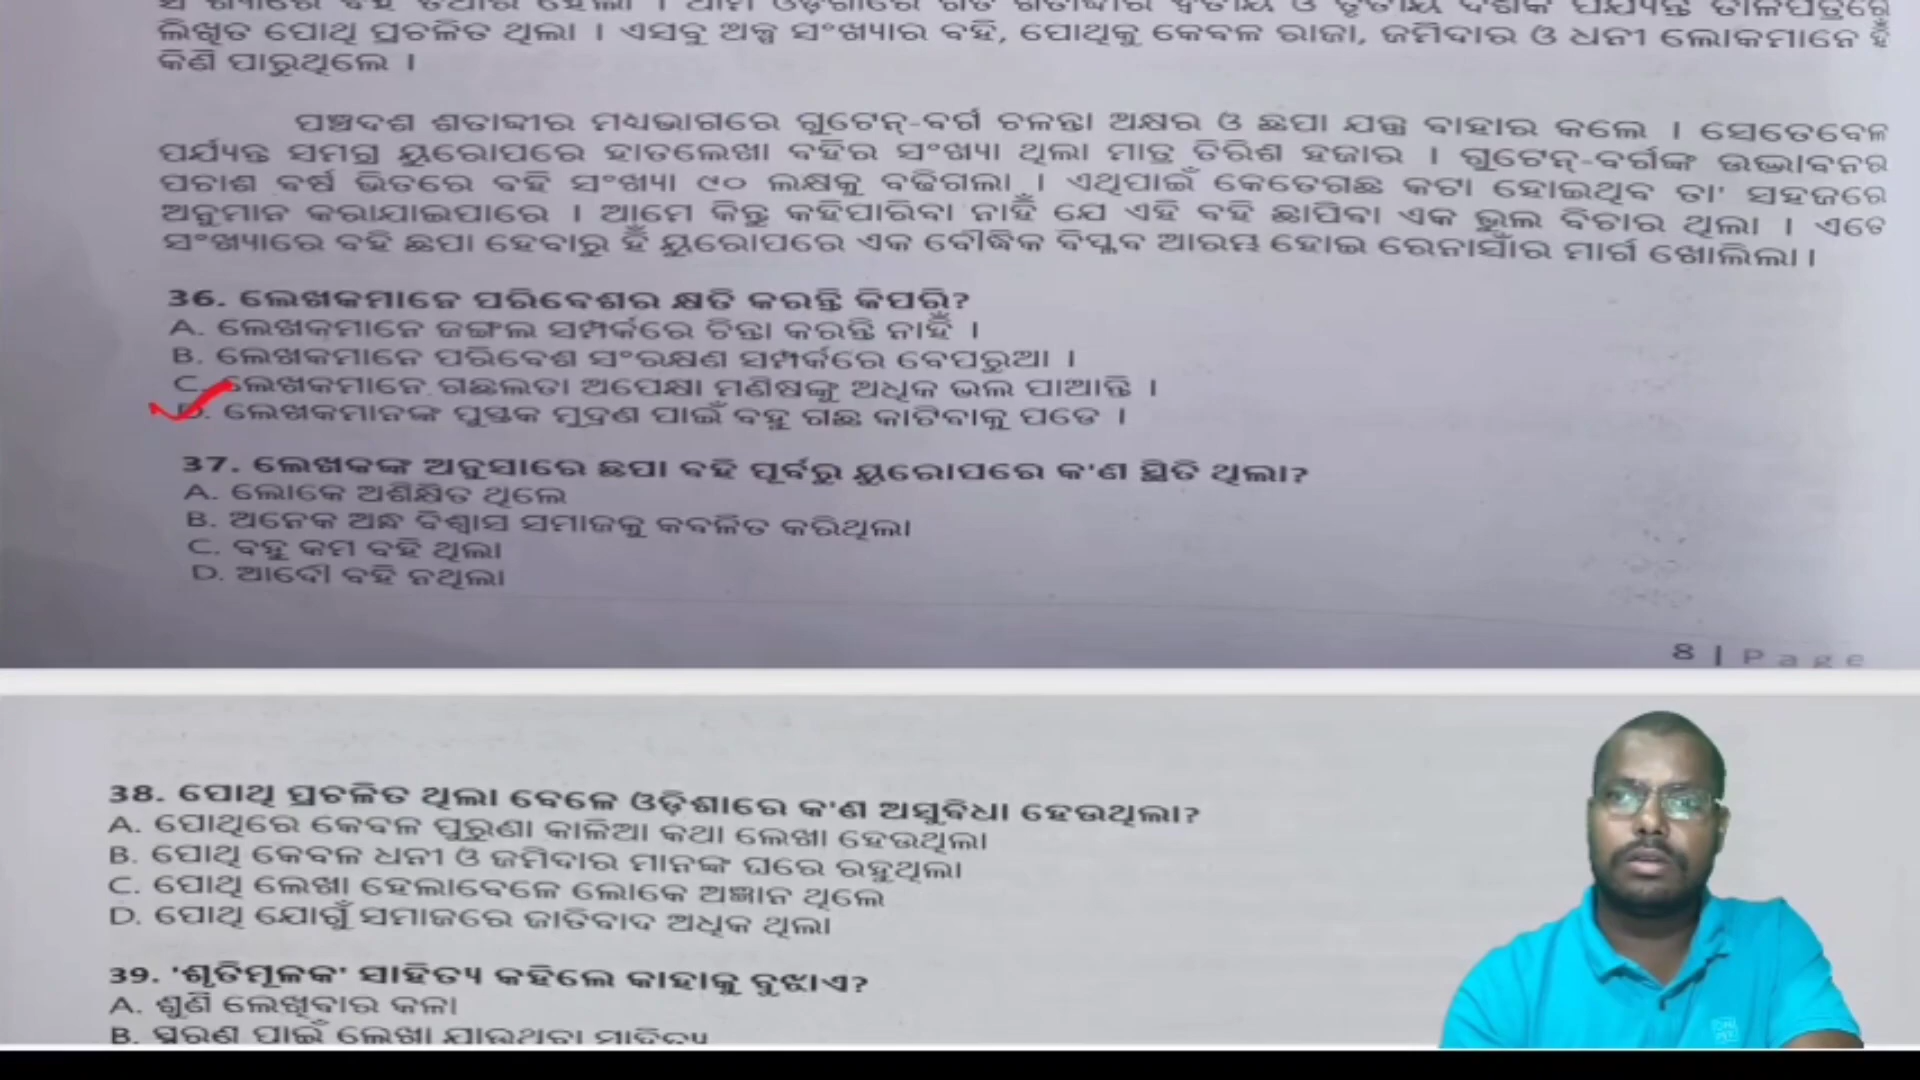 ଲିଖିତ ପୋଥି ପ୍ରଚଳିତ ଥିଲା । ଏସବୁ ଅଳ୍ପ ସଂଖ୍ୟାର ବହି, ପୋଥିକୁ କେବଳ ରାଜା, ଜମିଦାର ଓ ଧନୀ ଲୋକମାନେ ହିଁ
କିଣି ପାରୁଥିଲେ ।
ପଞ୍ଚଦଶ ଶତାବ୍ଦୀର ମଧ୍ୟଭାଗରେ ଗୁଟେନ୍-ବର୍ଗ ଚଳନ୍ତା ଅକ୍ଷର ଓ ଛପା ଯନ୍ତ୍ର ବାହାର କଲେ । ସେତେବେଳ
ପର୍ଯ୍ୟନ୍ତ ସମଗ୍ର ୟୁରୋପରେ ହାତଲେଖା ବହିର ସଂଖ୍ୟା ଥିଲା ମାତ୍ର ତିରିଶ ହଜାର । ଗୁଟେନ୍-ବର୍ଗଙ୍କ ଉଦ୍ଭାବନର
ପଚାଶ ବର୍ଷ ଭିତରେ ବହି ସଂଖ୍ୟା ୯୦ ଲକ୍ଷକୁ ବଢିଗଲା । ଏଥିପାଇଁ କେତେଗଛ କଟା ହୋଇଥିବ ତା' ସହଜରେ
ଅନୁମାନ କରାଯାଇପାରେ । ଆମେ କିନ୍ତୁ କହିପାରିବା ନାହିଁ ଯେ ଏହି ବହି ଛାପିବା ଏକ ଭୁଲ ବିଚାର ଥିଲା । ଏତେ
ସଂଖ୍ୟାରେ ବହି ଛପା ହେବାରୁ ହିଁ ୟୁରୋପରେ ଏକ ବୌଦ୍ଧିକ ବିପ୍ଳବ ଆରମ୍ଭ ହୋଇ ରେନାସାଁର ମାର୍ଗ ଖୋଲିଲା ।
36. ଲେଖକମାନେ ପରିବେଶର କ୍ଷତି କରନ୍ତି କିପରି?
A. ଲେଖକମାନେ ଜଙ୍ଗଲ ସମ୍ପର୍କରେ ଚିନ୍ତା କରନ୍ତି ନାହିଁ ।
B. ଲେଖକମାନେ ପରିବେଶ ସଂରକ୍ଷଣ ସମ୍ପର୍କରେ ବେପରୁଆ ।
C. ଲେଖକମାନେ ଗଛଲତା ଅପେକ୍ଷା ମଣିଷଙ୍କୁ ଅଧିକ ଭଲ ପାଆନ୍ତି ।
D. ଲେଖକମାନଙ୍କ ପୁସ୍ତକ ମୁଦ୍ରଣ ପାଇଁ ବହୁ ଗଛ କାଟିବାକୁ ପଡେ ।
37. ଲେଖକଙ୍କ ଅନୁସାରେ ଛପା ବହି ପୂର୍ବରୁ ୟୁରୋପରେ କ'ଣ ସ୍ଥିତି ଥିଲା?
A. ଲୋକେ ଅଶିକ୍ଷିତ ଥିଲେ
B. ଅନେକ ଅନ୍ଧ ବିଶ୍ୱାସ ସମାଜକୁ କବଳିତ କରିଥିଲା
C. ବହୁ କମ ବହି ଥିଲା
D. ଆଦୌ ବହି ନଥିଲା
8 | Page
38. ପୋଥି ପ୍ରଚଳିତ ଥିଲା ବେଳେ ଓଡ଼ିଶାରେ କ'ଣ ଅସୁବିଧା ହେଉଥିଲା?
A. ପୋଥିରେ କେବଳ ପୁରୁଣା କାଳିଆ କଥା ଲେଖା ହେଉଥିଲା
B. ପୋଥି କେବଳ ଧନୀ ଓ ଜମିଦାର ମାନଙ୍କ ଘରେ ରହୁଥିଲା
C. ପୋଥି ଲେଖା ହେଲାବେଳେ ଲୋକେ ଅଜ୍ଞାନ ଥିଲେ
D. ପୋଥି ଯୋଗୁଁ ସମାଜରେ ଜାତିବାଦ ଅଧିକ ଥିଲା
39. 'ଶୃତିମୂଳକ' ସାହିତ୍ୟ କହିଲେ କାହାକୁ ବୁଝାଏ?
A. ଶୁଣି ଲେଖିବାର କଳା
B. ସ୍ମରଣ ପାଇଁ ଲେଖା ଯାଉଥିବା ସାହିତ୍ୟ